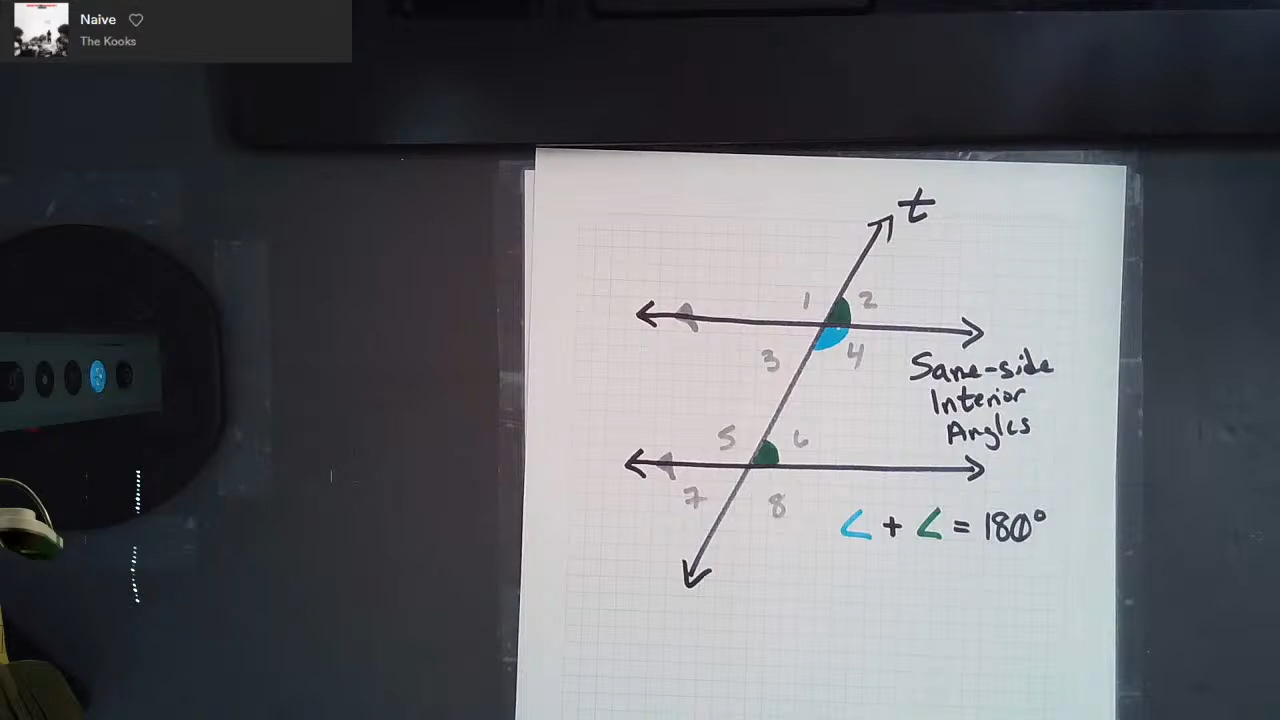 Naive
The Kooks
t
1 2
3 4
Same-side
Interior
Angles
5 6
7 8
∠ + ∠ = 180°